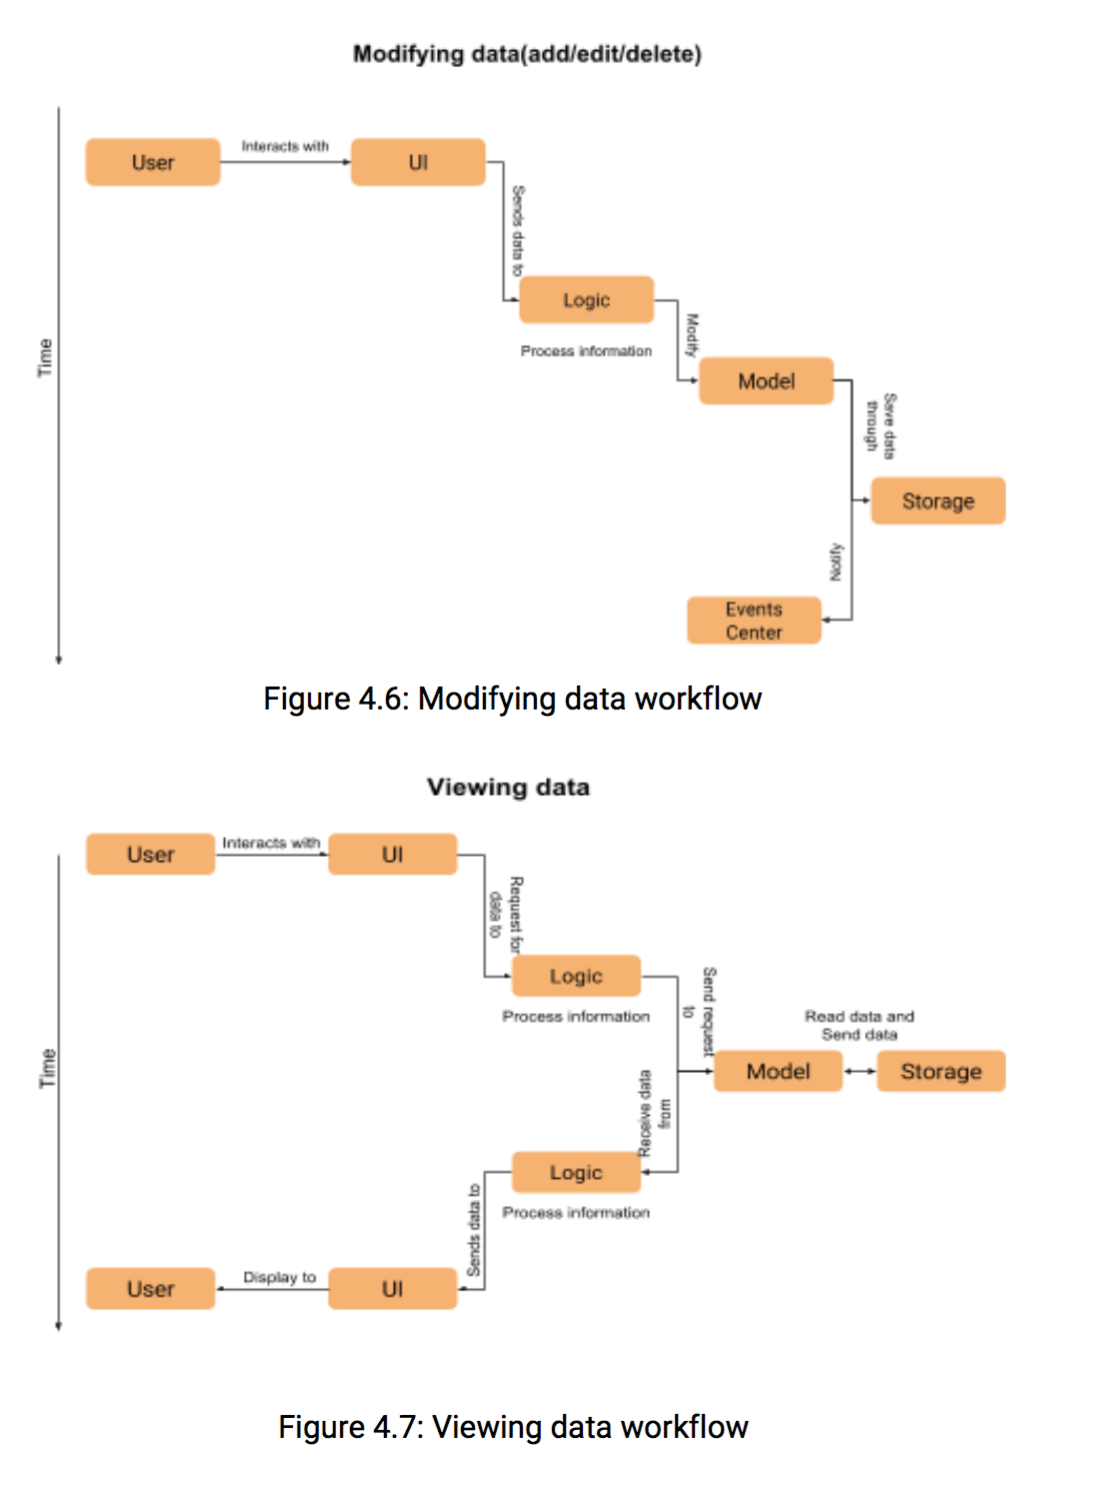 Modifying data(add/edit/delete)
User
Interacts with
UI
Sends data to
Logic
Process information
Modify
Model
Save data
through
Storage
Notify
Events
Center
Time
Figure 4.6: Modifying data workflow
Viewing data
User
Interacts with
UI
Request for
data to
Logic
Process information
Send request
to
Read data and
Send data
Model
Storage
Time
Receive data
from
Logic
Process information
Sends data to
User
Display to
UI
Figure 4.7: Viewing data workflow